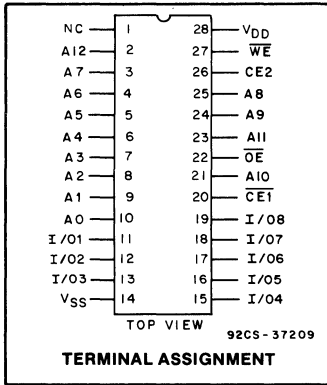 NC 1 28 VDD
A12 2 27 W̅E̅
A7 3 26 CE2
A6 4 25 A8
A5 5 24 A9
A4 6 23 A11
A3 7 22 O̅E̅
A2 8 21 A10
A1 9 20 C̅E̅1̅
A0 10 19 I/O8
I/O1 11 18 I/O7
I/O2 12 17 I/O6
I/O3 13 16 I/O5
VSS 14 15 I/O4
TOP VIEW
92CS-37209
TERMINAL ASSIGNMENT